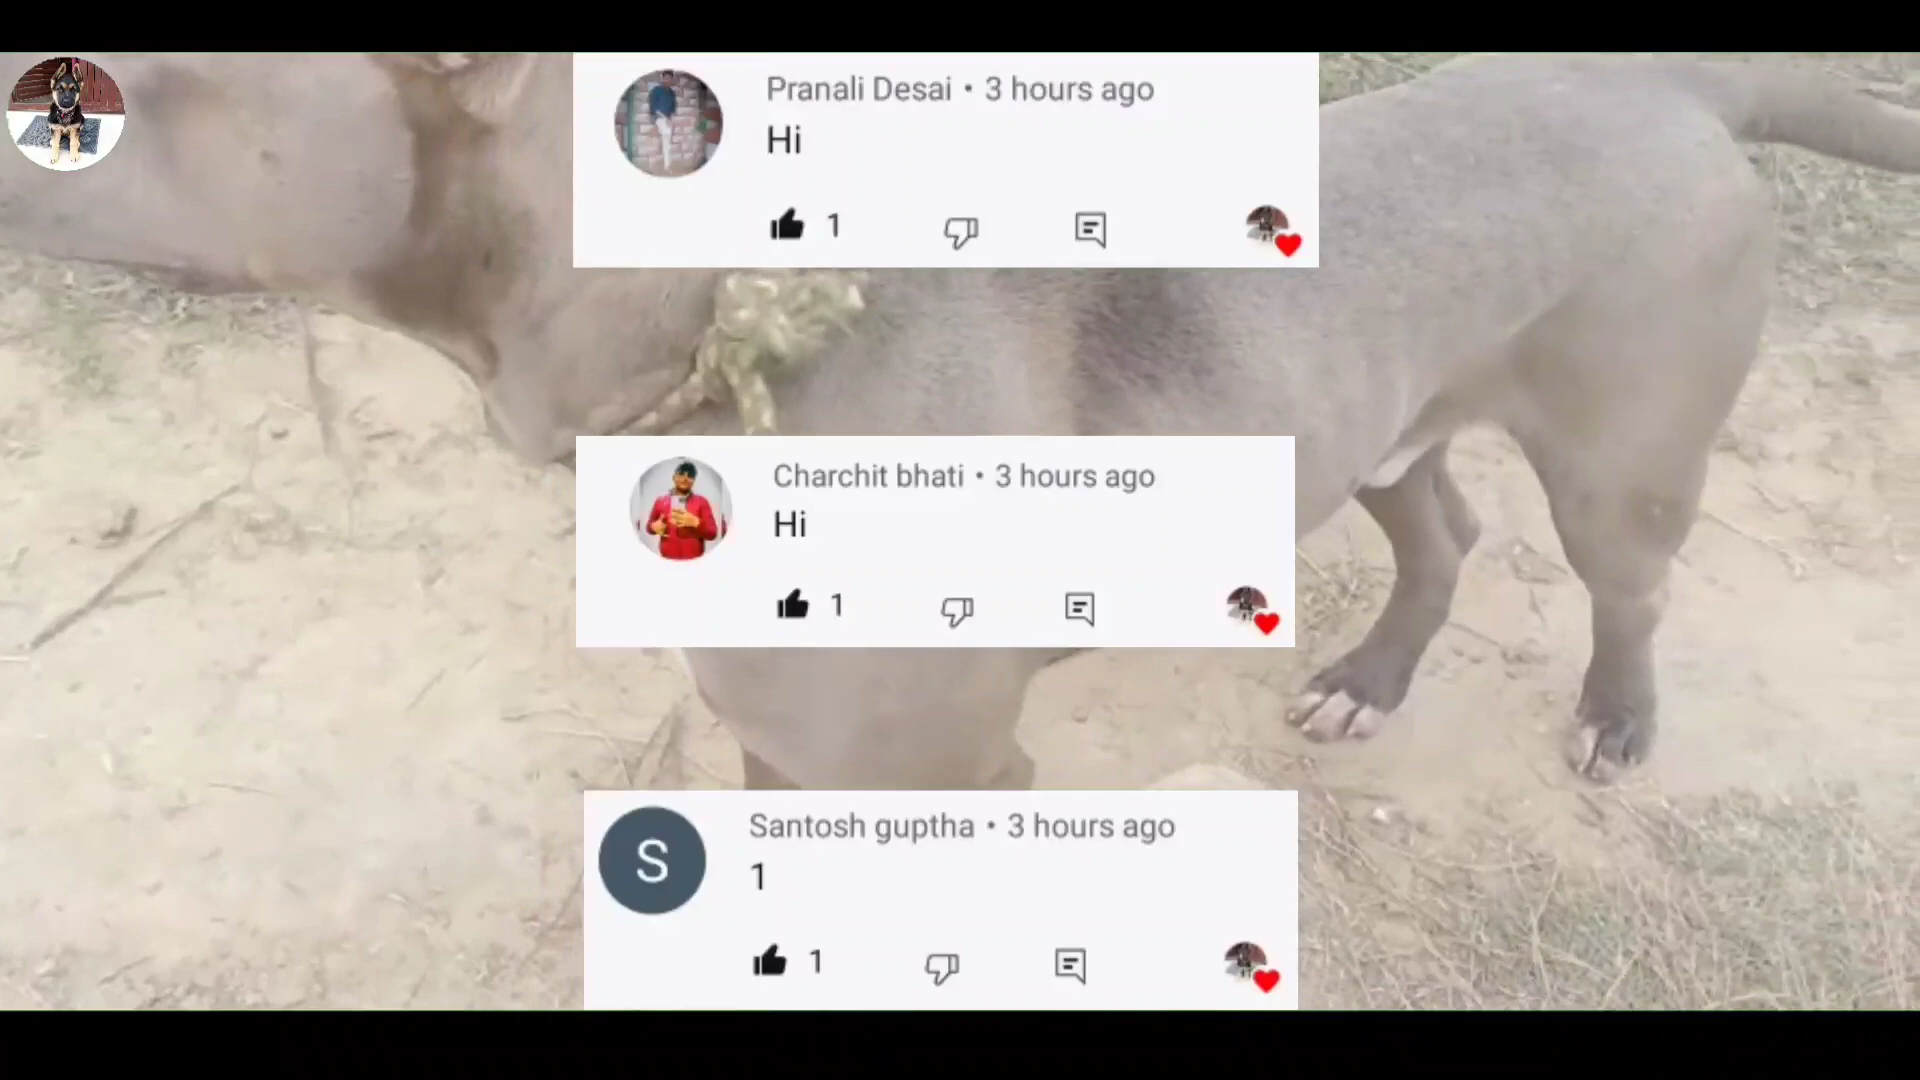 Pranali Desai • 3 hours ago
Hi
1
Charchit bhati • 3 hours ago
Hi
1
S
Santosh guptha • 3 hours ago
1
1